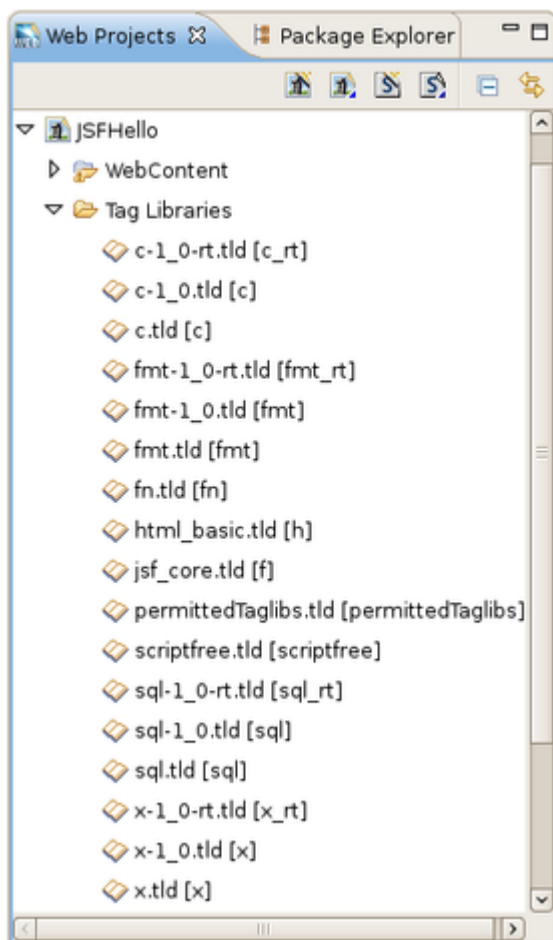 Web Projects Package Explorer
JSFHello
WebContent
Tag Libraries
c-1_0-rt.tld [c_rt]
c-1_0.tld [c]
c.tld [c]
fmt-1_0-rt.tld [fmt_rt]
fmt-1_0.tld [fmt]
fmt.tld [fmt]
fn.tld [fn]
html_basic.tld [h]
jsf_core.tld [f]
permittedTaglibs.tld [permittedTaglibs]
scriptfree.tld [scriptfree]
sql-1_0-rt.tld [sql_rt]
sql-1_0.tld [sql]
sql.tld [sql]
x-1_0-rt.tld [x_rt]
x-1_0.tld [x]
x.tld [x]